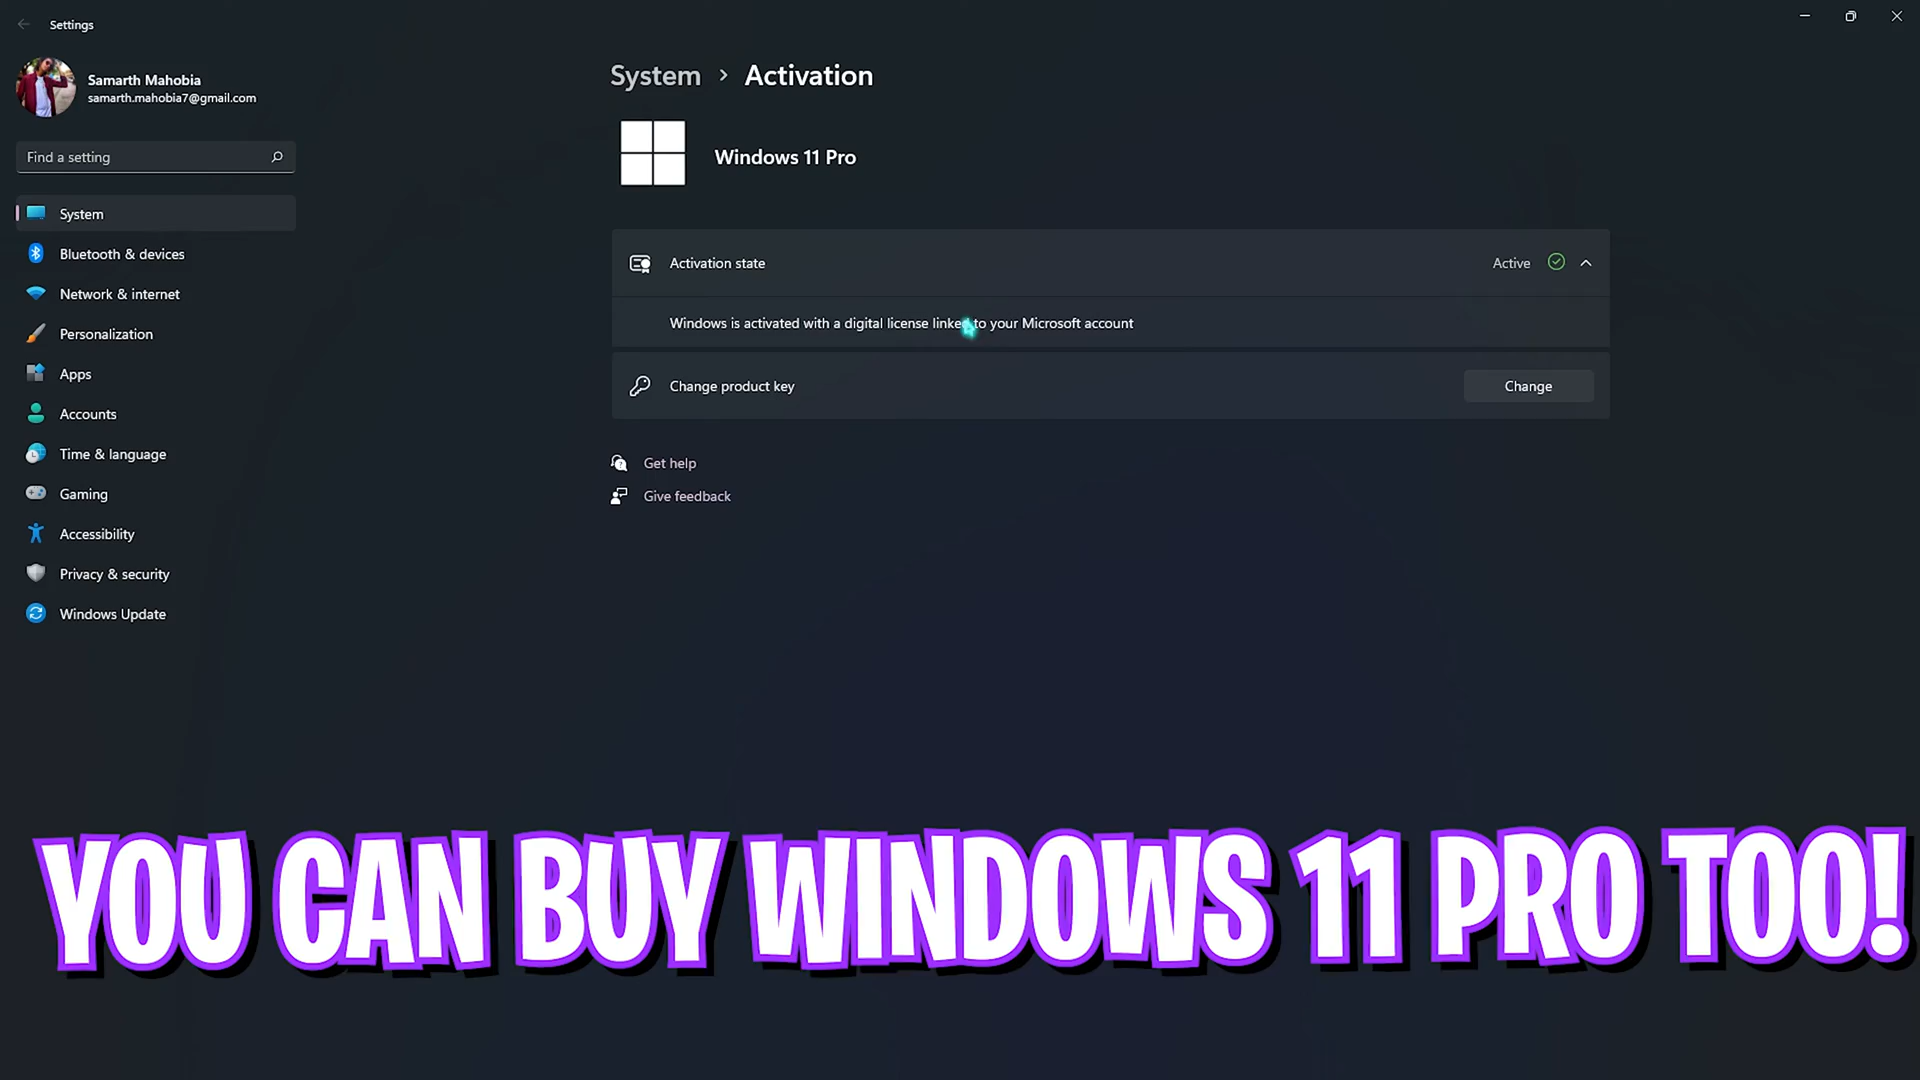 Settings
Samarth Mahobia
samarth.mahobia7@gmail.com
Find a setting
System
Bluetooth & devices
Network & internet
Personalization
Apps
Accounts
Time & language
Gaming
Accessibility
Privacy & security
Windows Update
System > Activation
Windows 11 Pro
Activation state Active
Windows is activated with a digital license linked to your Microsoft account
Change product key Change
Get help
Give feedback
YOU CAN BUY WINDOWS 11 PRO TOO!